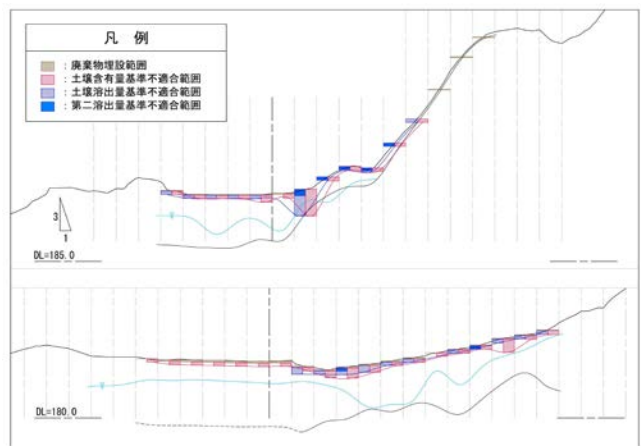 凡 例
：廃棄物埋設範囲
：土壌含有量基準不適合範囲
：土壌溶出量基準不適合範囲
：第二溶出量基準不適合範囲
3
1
DL=185.0
DL=180.0